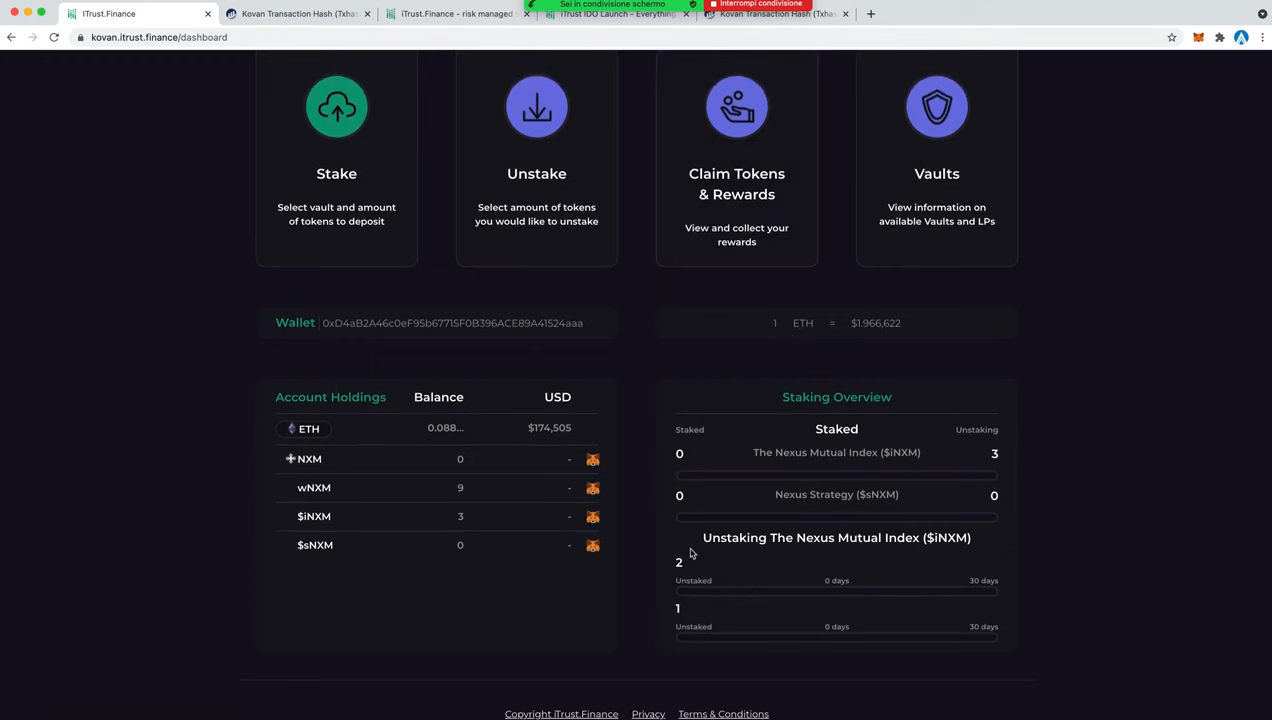 ITrust.Finance
Kovan Transaction Hash (Txhas
iTrust.Finance - risk managed
iTrust IDO Launch - Everything
Kovan Transaction Hash (Txhas
Sei in condivisione schermo
Interrompi condivisione
kovan.itrust.finance/dashboard
Stake
Select vault and amount
of tokens to deposit
Unstake
Select amount of tokens
you would like to unstake
Claim Tokens
& Rewards
View and collect your
rewards
Vaults
View information on
available Vaults and LPs
Wallet 0xD4aB2A46c0eF95b67715F0B396ACE89A41524aaa
1 ETH = $1.966,622
Account Holdings Balance USD
ETH 0.088... $174,505
NXM 0 -
wNXM 9 -
$iNXM 3 -
$sNXM 0 -
Staking Overview
Staked Staked Unstaking
0 The Nexus Mutual Index ($iNXM) 3
0 Nexus Strategy ($sNXM) 0
Unstaking The Nexus Mutual Index ($iNXM)
2
Unstaked 0 days 30 days
1
Unstaked 0 days 30 days
Copyright iTrust.Finance Privacy Terms & Conditions